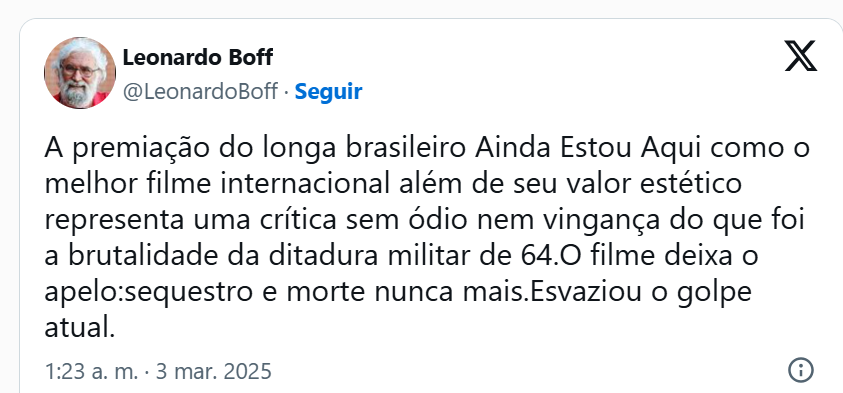 Leonardo Boff
@LeonardoBoff · Seguir
A premiação do longa brasileiro Ainda Estou Aqui como o
melhor filme internacional além de seu valor estético
representa uma crítica sem ódio nem vingança do que foi
a brutalidade da ditadura militar de 64.O filme deixa o
apelo:sequestro e morte nunca mais.Esvaziou o golpe
atual.
1:23 a. m. · 3 mar. 2025